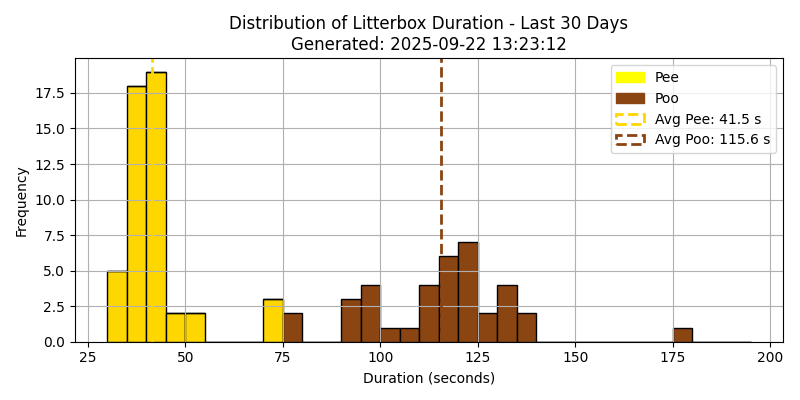 Distribution of Litterbox Duration - Last 30 Days
Generated: 2025-09-22 13:23:12
Pee
Poo
Avg Pee: 41.5 s
Avg Poo: 115.6 s
Frequency
17.5
15.0
12.5
10.0
7.5
5.0
2.5
0.0
25 50 75 100 125 150 175 200
Duration (seconds)